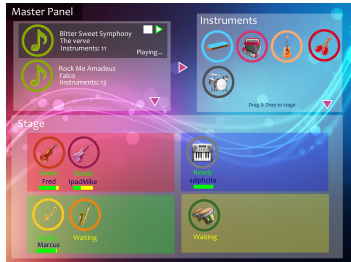 Master Panel
Bitter Sweet Symphony
The verve
Instruments: 11
Playing...
Rock Me Amadeus
Falco
Instruments: 13
Instruments
Drag & Drop to stage
Stage
Fred
ipadMike
Ready
saiphcita
Marcus
Waiting
Waiting